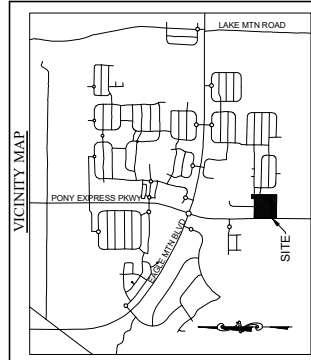 VICINITY MAP
LAKE MTN ROAD
PONY EXPRESS PKWY
EAGLE MTN BLVD
SITE